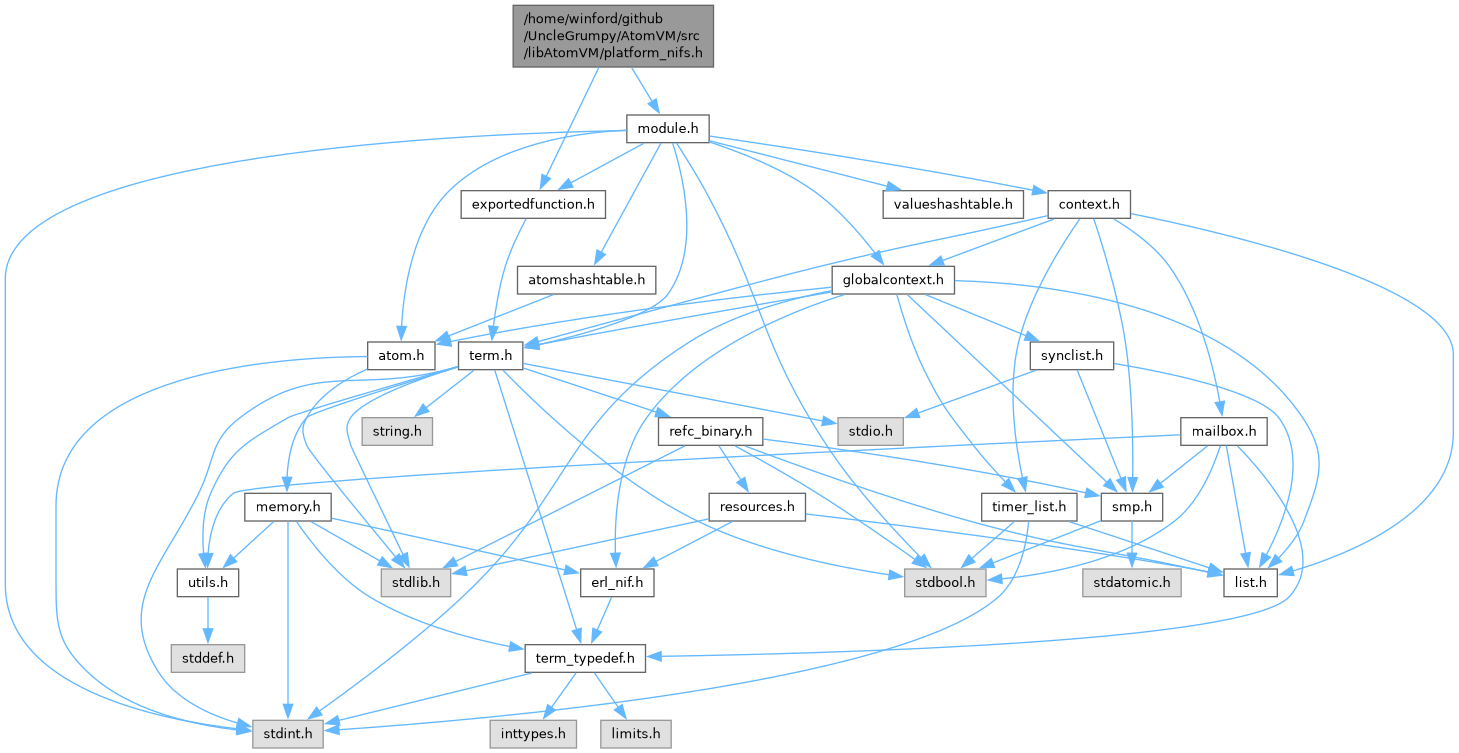 /home/winford/github
/UncleGrumpy/AtomVM/src
/libAtomVM/platform_nifs.h
module.h
exportedfunction.h
valueshashtable.h
context.h
atomshashtable.h
globalcontext.h
atom.h
term.h
synclist.h
string.h
refc_binary.h
stdio.h
mailbox.h
memory.h
resources.h
timer_list.h
smp.h
utils.h
stdlib.h
erl_nif.h
stdbool.h
stdatomic.h
list.h
stddef.h
term_typedef.h
stdint.h
inttypes.h
limits.h